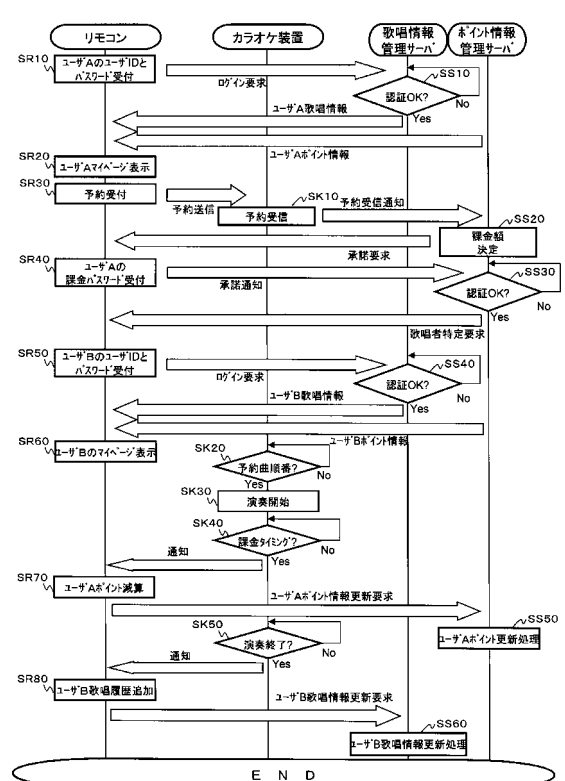 リモコン
カラオケ装置
歌唱情報
管理サーバ
ポイント情報
管理サーバ
SR10
ユーザAのユーザIDと
パスワード受付
ログイン要求
SS10
認証OK?
No
Yes
ユーザA歌唱情報
ユーザAポイント情報
SR20
ユーザAマイページ表示
SR30
予約受付
予約送信
SK10
予約受信
予約受信通知
SS20
課金額
決定
承諾要求
SR40
ユーザAの
課金パスワード受付
承諾通知
SS30
認証OK?
No
Yes
歌唱者特定要求
SR50
ユーザBのユーザIDと
パスワード受付
ログイン要求
SS40
認証OK?
No
Yes
ユーザB歌唱情報
ユーザBポイント情報
SR60
ユーザBのマイページ表示
SK20
予約曲順番?
No
Yes
SK30
演奏開始
SK40
課金タイミング?
No
Yes
通知
SR70
ユーザAポイント減算
ユーザAポイント情報更新要求
SS50
ユーザAポイント更新処理
SK50
演奏終了?
No
Yes
通知
SR80
ユーザB歌唱履歴追加
ユーザB歌唱情報更新要求
SS60
ユーザB歌唱情報更新処理
END